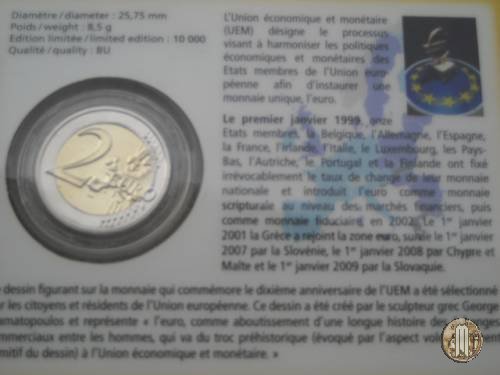 Diamètre/diameter : 25,75 mm
Poids/weight : 8,5 g
Edition limitée/limited edition : 10 000
Qualité/quality : BU
2
L'Union économique et monétaire
(UEM) désigne le processus
visant à harmoniser les politiques
économiques et monétaires des
Etats membres de l'Union euro-
péenne afin d'instaurer une
monnaie unique, l'euro.
Le premier janvier 1999, onze
Etats membres, la Belgique, l'Allemagne, l'Espagne,
la France, l'Irlande, l'Italie, le Luxembourg, les Pays-
Bas, l'Autriche, le Portugal et la Finlande ont fixé
irrévocablement le taux de change de leur monnaie
nationale et introduit l'euro comme monnaie
scripturale au niveau des marchés financiers, puis
comme monnaie fiduciaire en 2002. Le 1er janvier
2001 la Grèce a rejoint la zone euro, suivie le 1er janvier
2007 par la Slovénie, le 1er janvier 2008 par Chypre et
Malte et le 1er janvier 2009 par la Slovaquie.
e dessin figurant sur la monnaie qui commémore le dixième anniversaire de l'UEM a été sélectionné
r les citoyens et résidents de l'Union européenne. Ce dessin a été créé par le sculpteur grec George
amatopoulos et représente « l'euro, comme aboutissement d'une longue histoire des échanges
mmerciaux entre les hommes, qui va du troc préhistorique (évoqué par l'aspect
mitif du dessin) à l'Union économique et monétaire. »